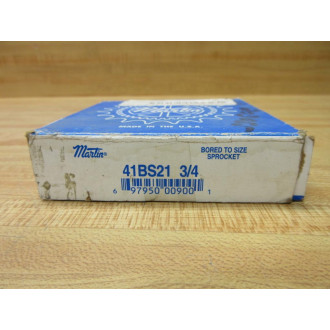 MADE IN THE U.S.A.
Martin®
BORED TO SIZE
SPROCKET
41BS21 3/4
6 97950 00900 1